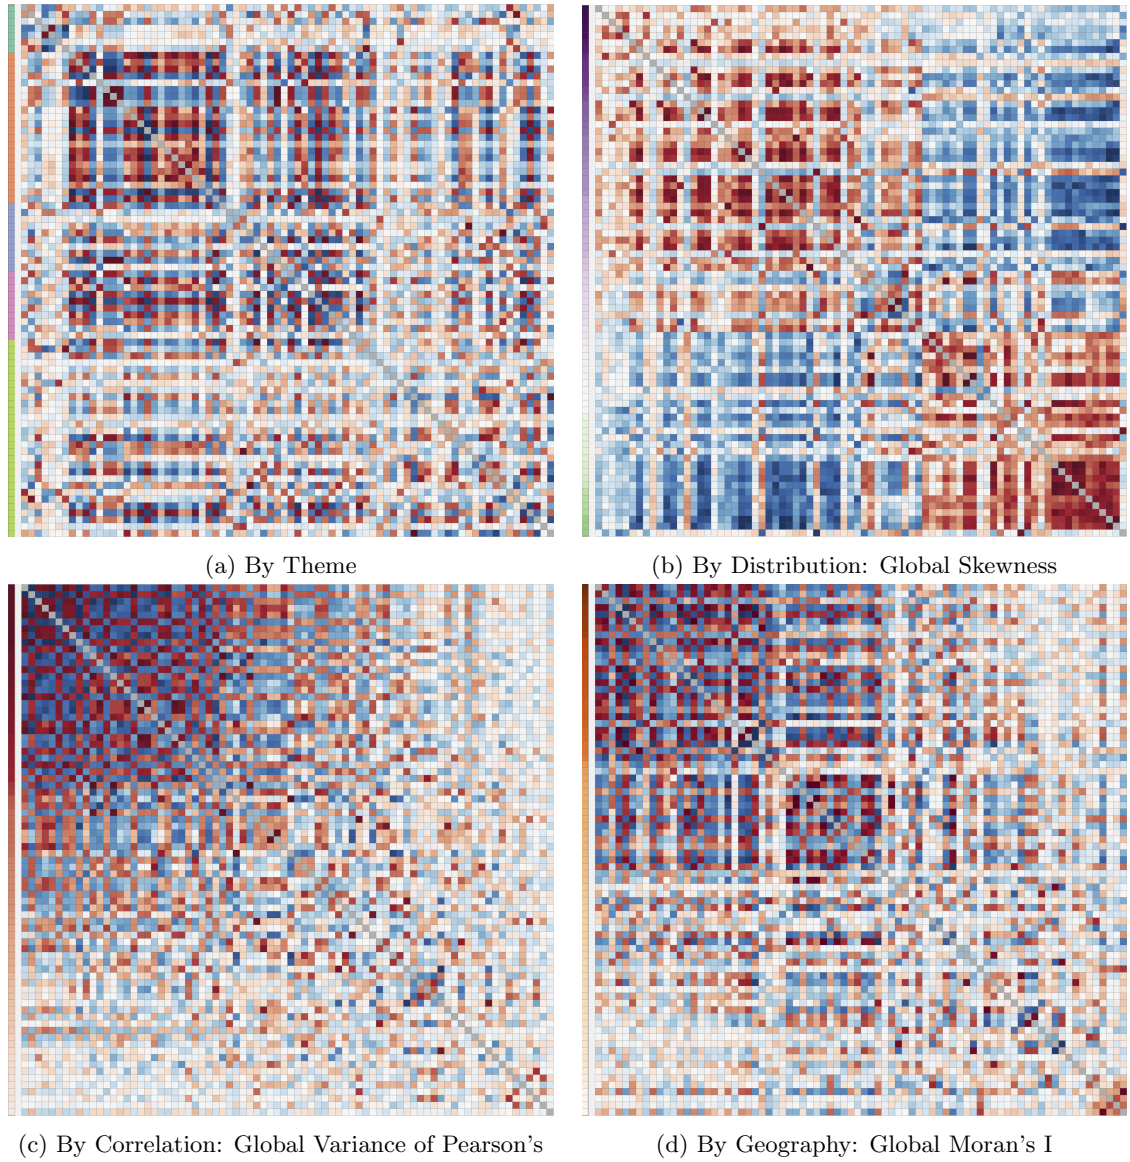 (a) By Theme
(b) By Distribution: Global Skewness
(c) By Correlation: Global Variance of Pearson's
(d) By Geography: Global Moran's I